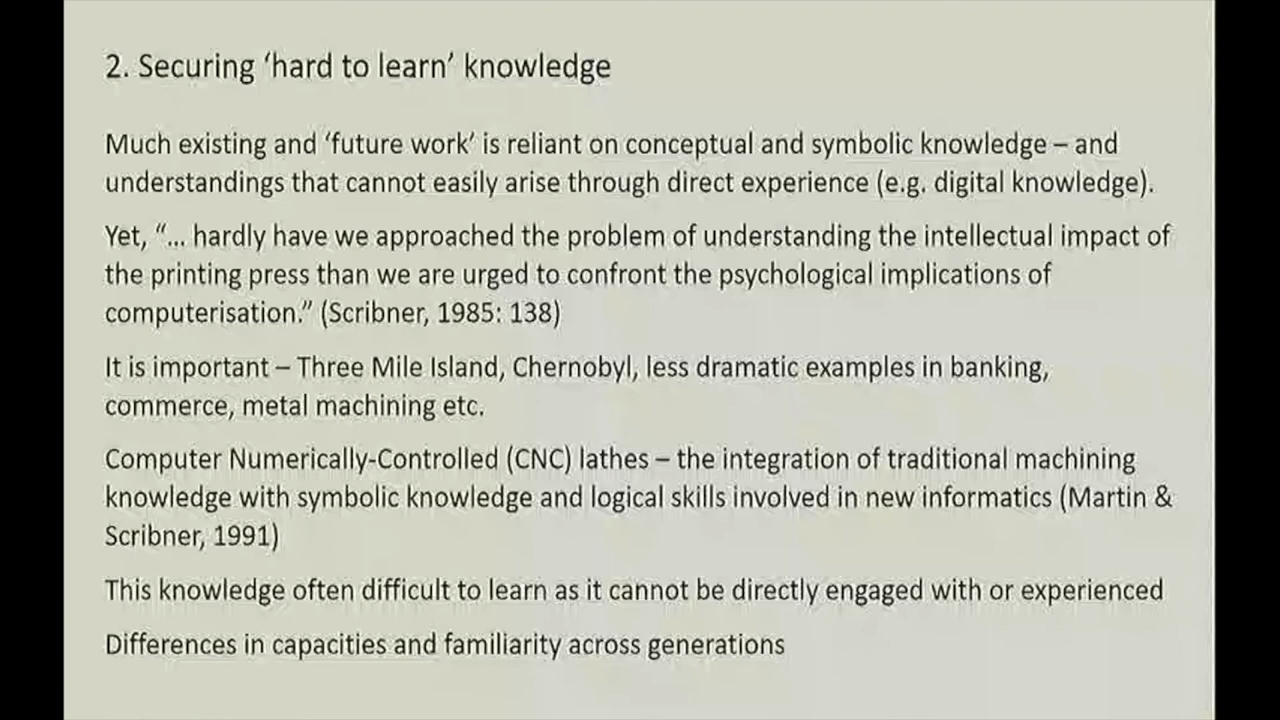 2. Securing ‘hard to learn’ knowledge
Much existing and ‘future work’ is reliant on conceptual and symbolic knowledge – and
understandings that cannot easily arise through direct experience (e.g. digital knowledge).
Yet, “... hardly have we approached the problem of understanding the intellectual impact of
the printing press than we are urged to confront the psychological implications of
computerisation.” (Scribner, 1985: 138)
It is important – Three Mile Island, Chernobyl, less dramatic examples in banking,
commerce, metal machining etc.
Computer Numerically-Controlled (CNC) lathes – the integration of traditional machining
knowledge with symbolic knowledge and logical skills involved in new informatics (Martin &
Scribner, 1991)
This knowledge often difficult to learn as it cannot be directly engaged with or experienced
Differences in capacities and familiarity across generations